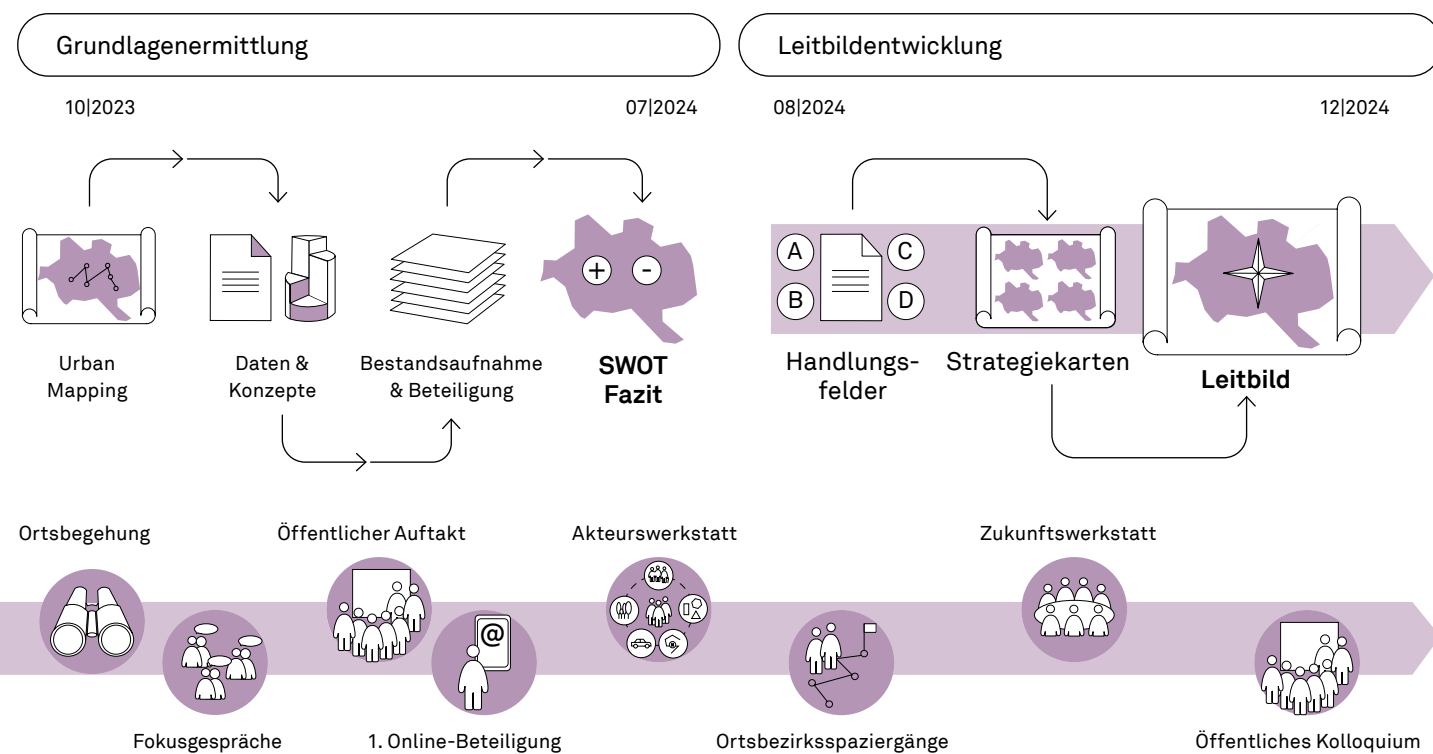 Grundlagenermittlung
Leitbildentwicklung
10|2023
07|2024
08|2024
12|2024
+
-
A
B
C
D
Urban
Mapping
Daten &
Konzepte
Bestandsaufnahme
& Beteiligung
SWOT
Fazit
Handlungs-
felder
Strategiekarten
Leitbild
Ortsbegehung
Öffentlicher Auftakt
Akteurswerkstatt
Zukunftswerkstatt
@
Fokusgespräche
1. Online-Beteiligung
Ortsbezirksspaziergänge
Öffentliches Kolloquium